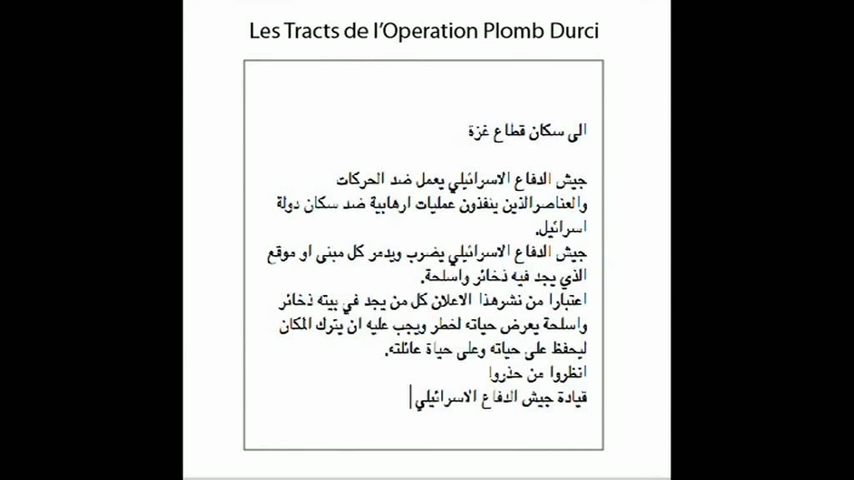 Les Tracts de l'Operation Plomb Durci
الى سكان قطاع غزة
جيش الدفاع الاسرائيلي يعمل ضد الحركات
والعناصرالذين ينفذون عمليات ارهابية ضد سكان دولة
اسرائيل.
جيش الدفاع الاسرائيلي يضرب ويدمر كل مبنى او موقع
الذي يجد فيه ذخائر واسلحة.
اعتبارا من نشرهذا الاعلان كل من يجد في بيته ذخائر
واسلحة يعرض حياته لخطر ويجب عليه ان يترك المكان
ليحفظ على حياته وعلى حياة عائلته.
انظروا من حذروا
قيادة جيش الدفاع الاسرائيلي